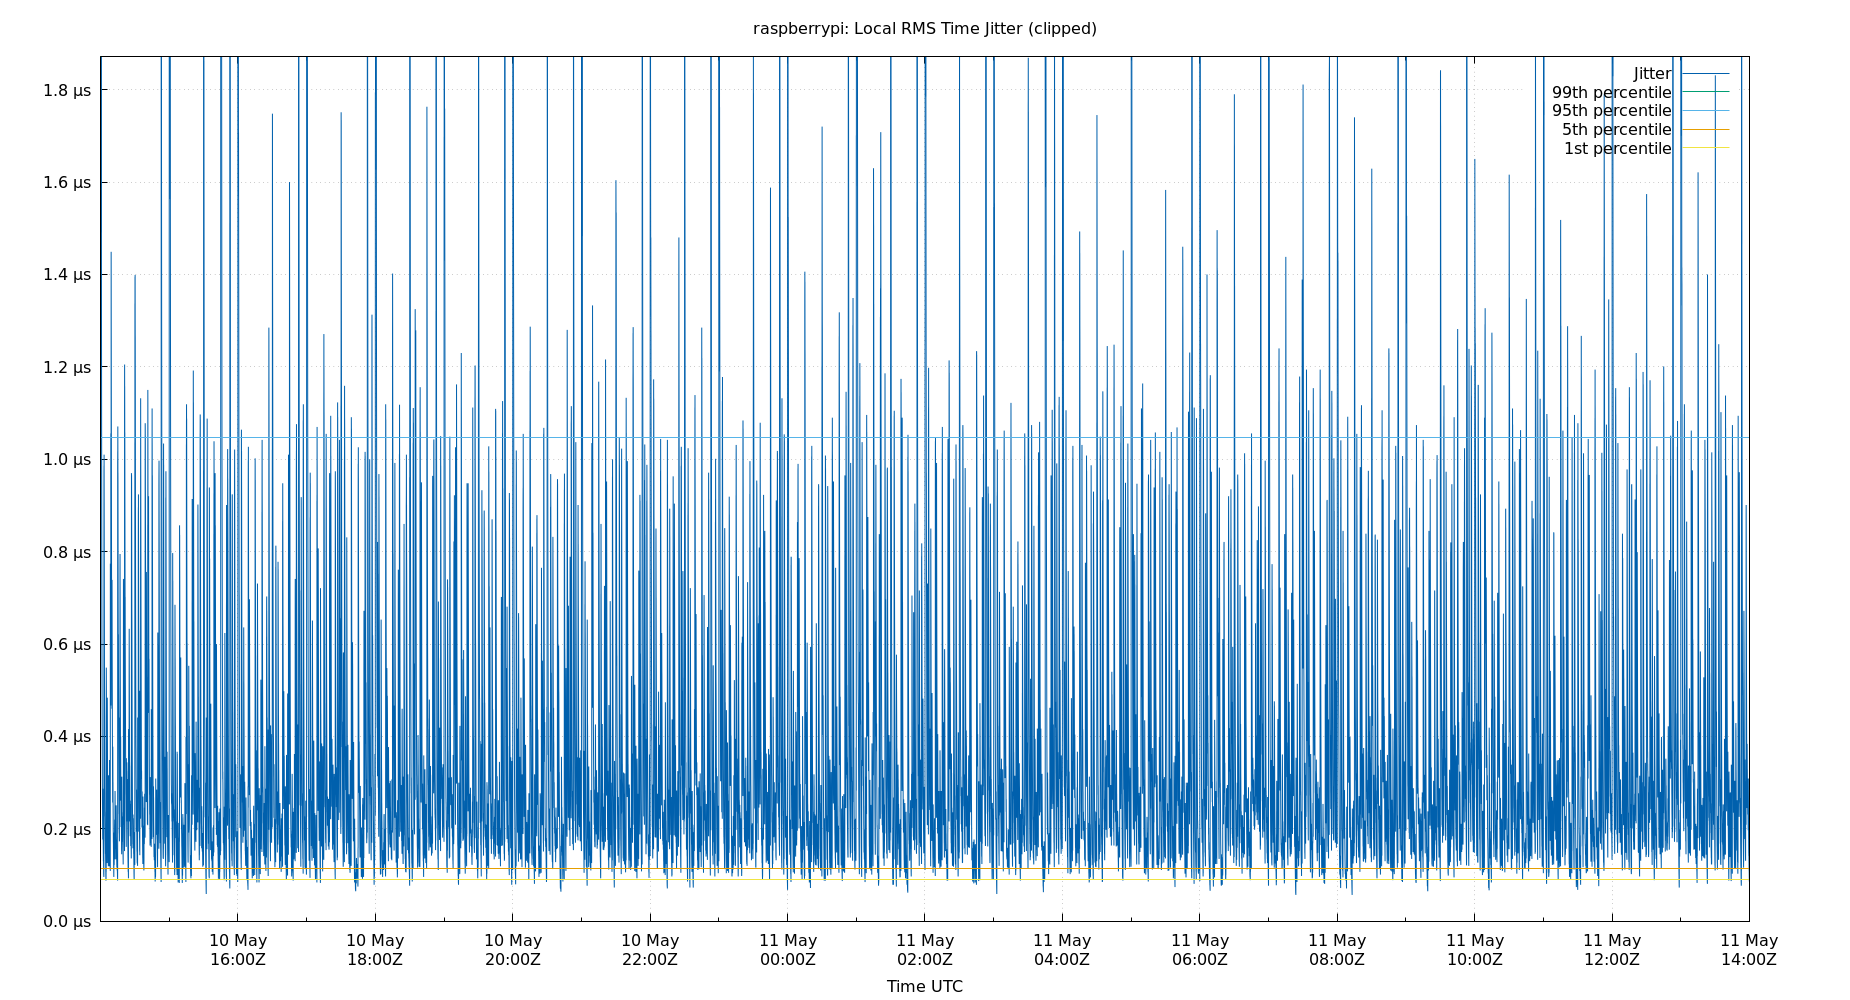 raspberrypi: Local RMS Time Jitter (clipped)
Jitter
99th percentile
95th percentile
5th percentile
1st percentile
1.8 µs
1.6 µs
1.4 µs
1.2 µs
1.0 µs
0.8 µs
0.6 µs
0.4 µs
0.2 µs
0.0 µs
10 May 10 May 10 May 10 May 11 May 11 May 11 May 11 May 11 May 11 May 11 May 11 May
16:00Z 18:00Z 20:00Z 22:00Z 00:00Z 02:00Z 04:00Z 06:00Z 08:00Z 10:00Z 12:00Z 14:00Z
Time UTC